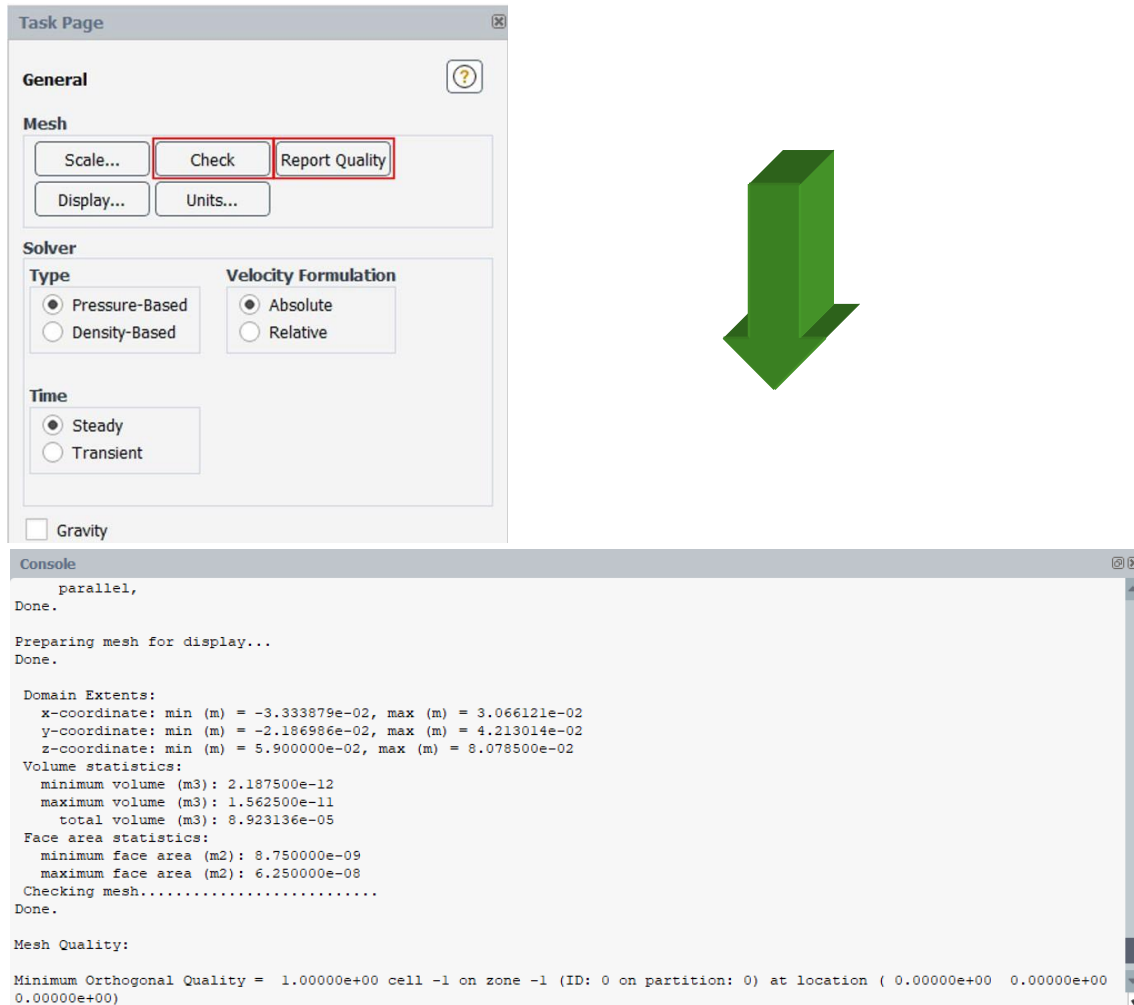 Task Page
General
?
Mesh
Scale...
Check
Report Quality
Display...
Units...
Solver
Type
Velocity Formulation
Pressure-Based
Absolute
Density-Based
Relative
Time
Steady
Transient
Gravity
Console
parallel,
Done.
Preparing mesh for display...
Done.
Domain Extents:
x-coordinate: min (m) = -3.333879e-02, max (m) = 3.066121e-02
y-coordinate: min (m) = -2.186986e-02, max (m) = 4.213014e-02
z-coordinate: min (m) = 5.900000e-02, max (m) = 8.078500e-02
Volume statistics:
minimum volume (m3): 2.187500e-12
maximum volume (m3): 1.562500e-11
total volume (m3): 8.923136e-05
Face area statistics:
minimum face area (m2): 8.750000e-09
maximum face area (m2): 6.250000e-08
Checking mesh...........................
Done.
Mesh Quality:
Minimum Orthogonal Quality =  1.00000e+00 cell -1 on zone -1 (ID: 0 on partition: 0) at location ( 0.00000e+00  0.00000e+00
0.00000e+00)